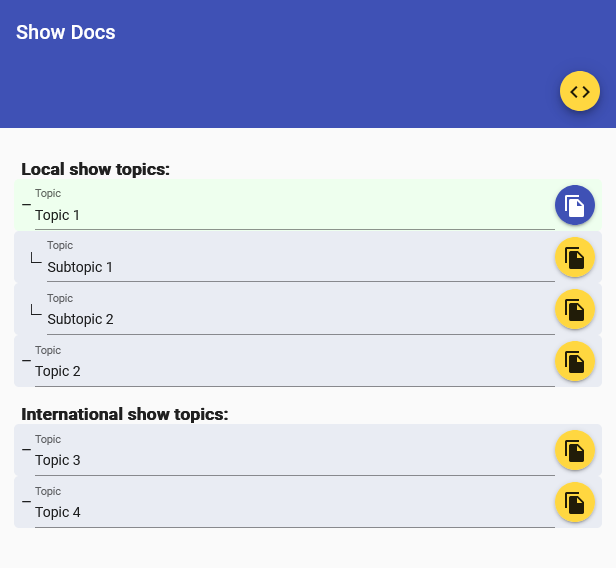 Show Docs
<>
Local show topics:
Topic
Topic 1
Topic
Subtopic 1
Topic
Subtopic 2
Topic
Topic 2
International show topics:
Topic
Topic 3
Topic
Topic 4